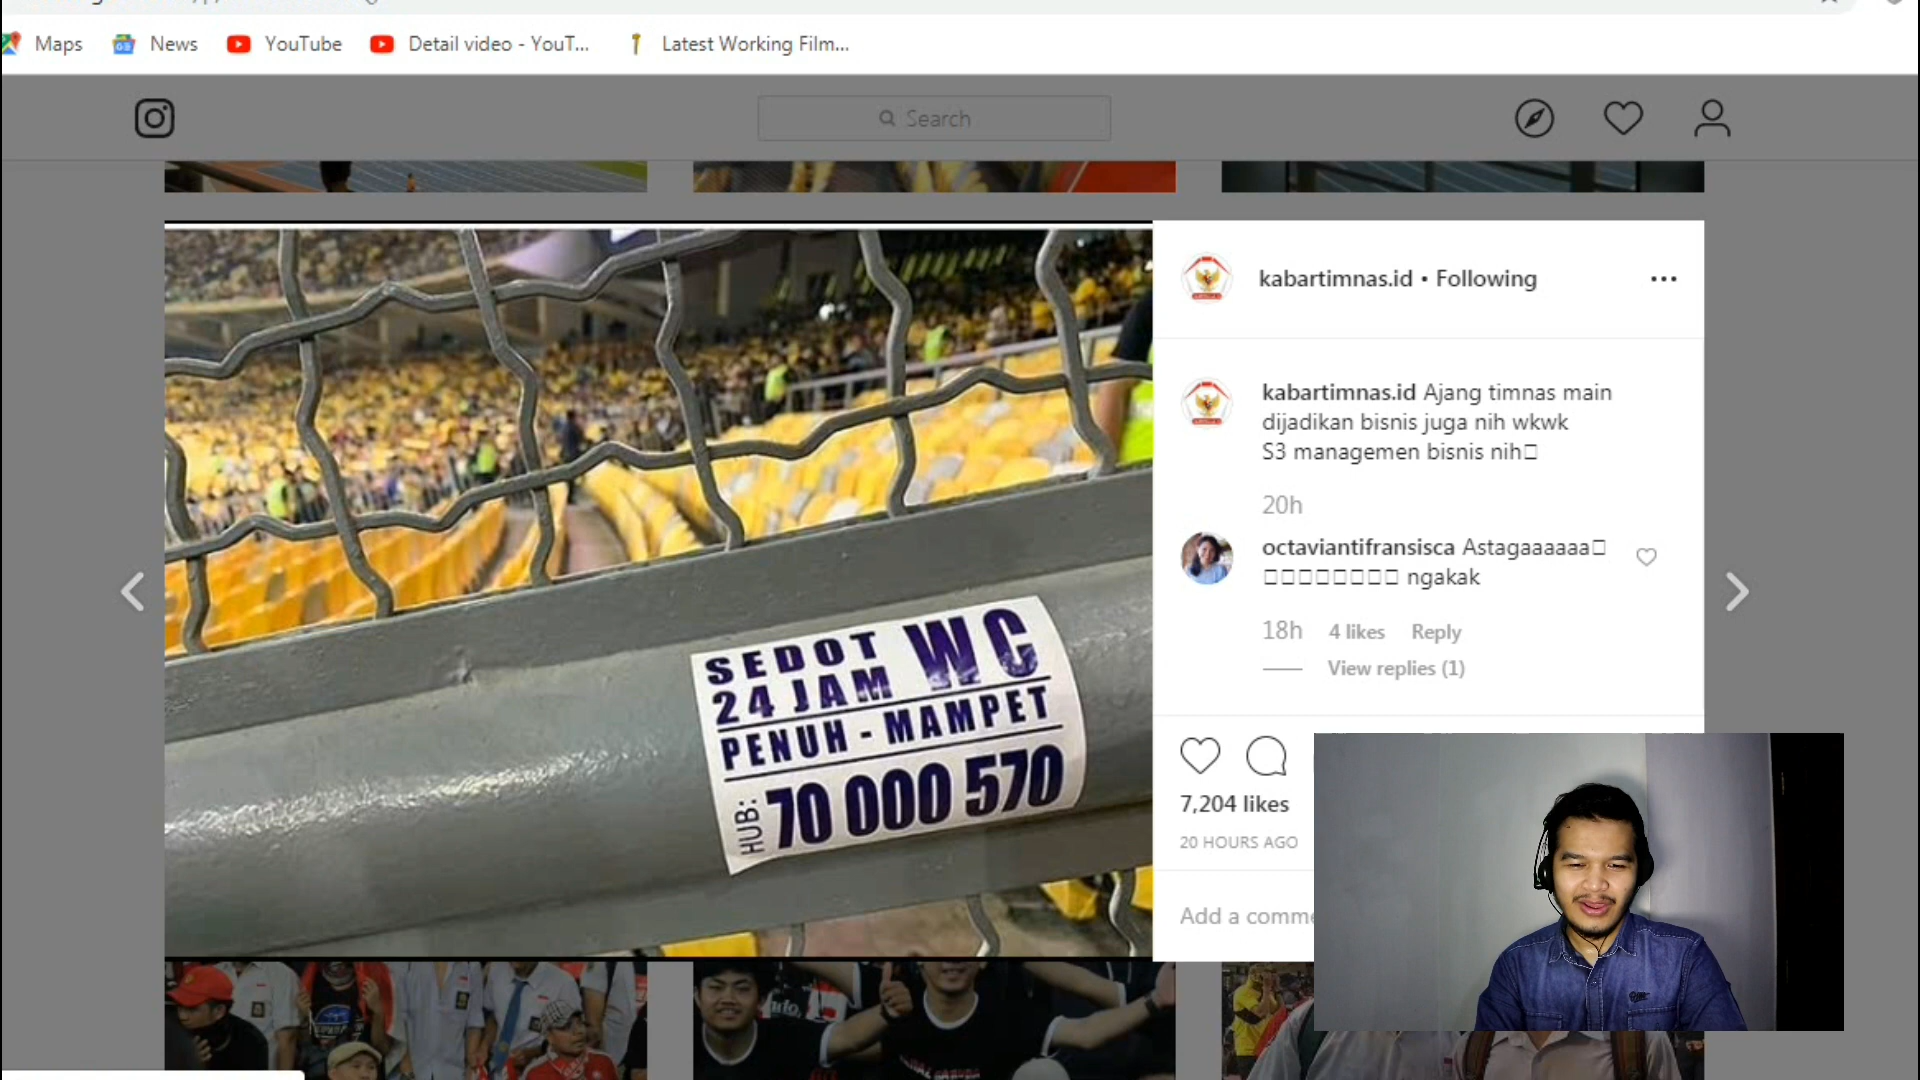 Maps
News
YouTube
Detail video - YouT...
Latest Working Film...
Search
kabartimnas.id • Following
kabartimnas.id Ajang timnas main
dijadikan bisnis juga nih wkwk
S3 managemen bisnis nih
20h
octaviantifransisca Astagaaaaaa
ngakak
18h 4 likes Reply
View replies (1)
7,204 likes
20 HOURS AGO
Add a comme
SEDOT WC
24 JAM
PENUH - MAMPET
HUB: 70 000 570